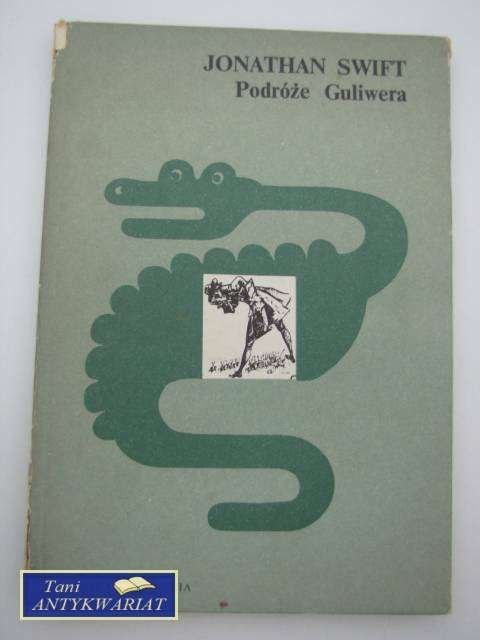 JONATHAN SWIFT
Podróże Guliwera
Tani
ANTYKWARIAT